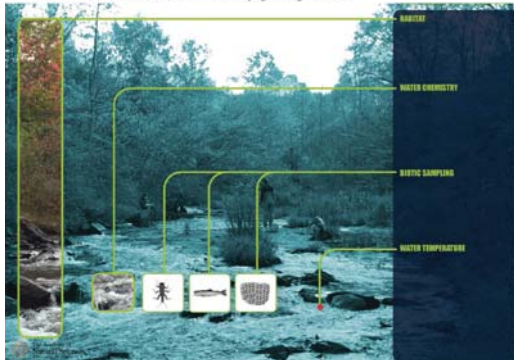 HABITAT
WATER CHEMISTRY
BIOTIC SAMPLING
WATER TEMPERATURE